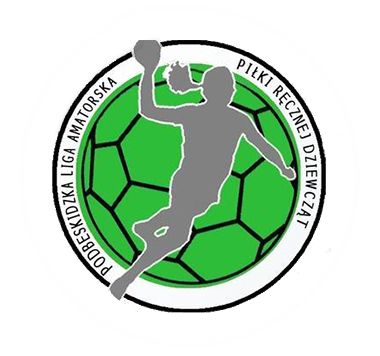 PODBESKIDZKA LIGA AMATORSKA
PIŁKI RĘCZNEJ DZIEWCZĄT